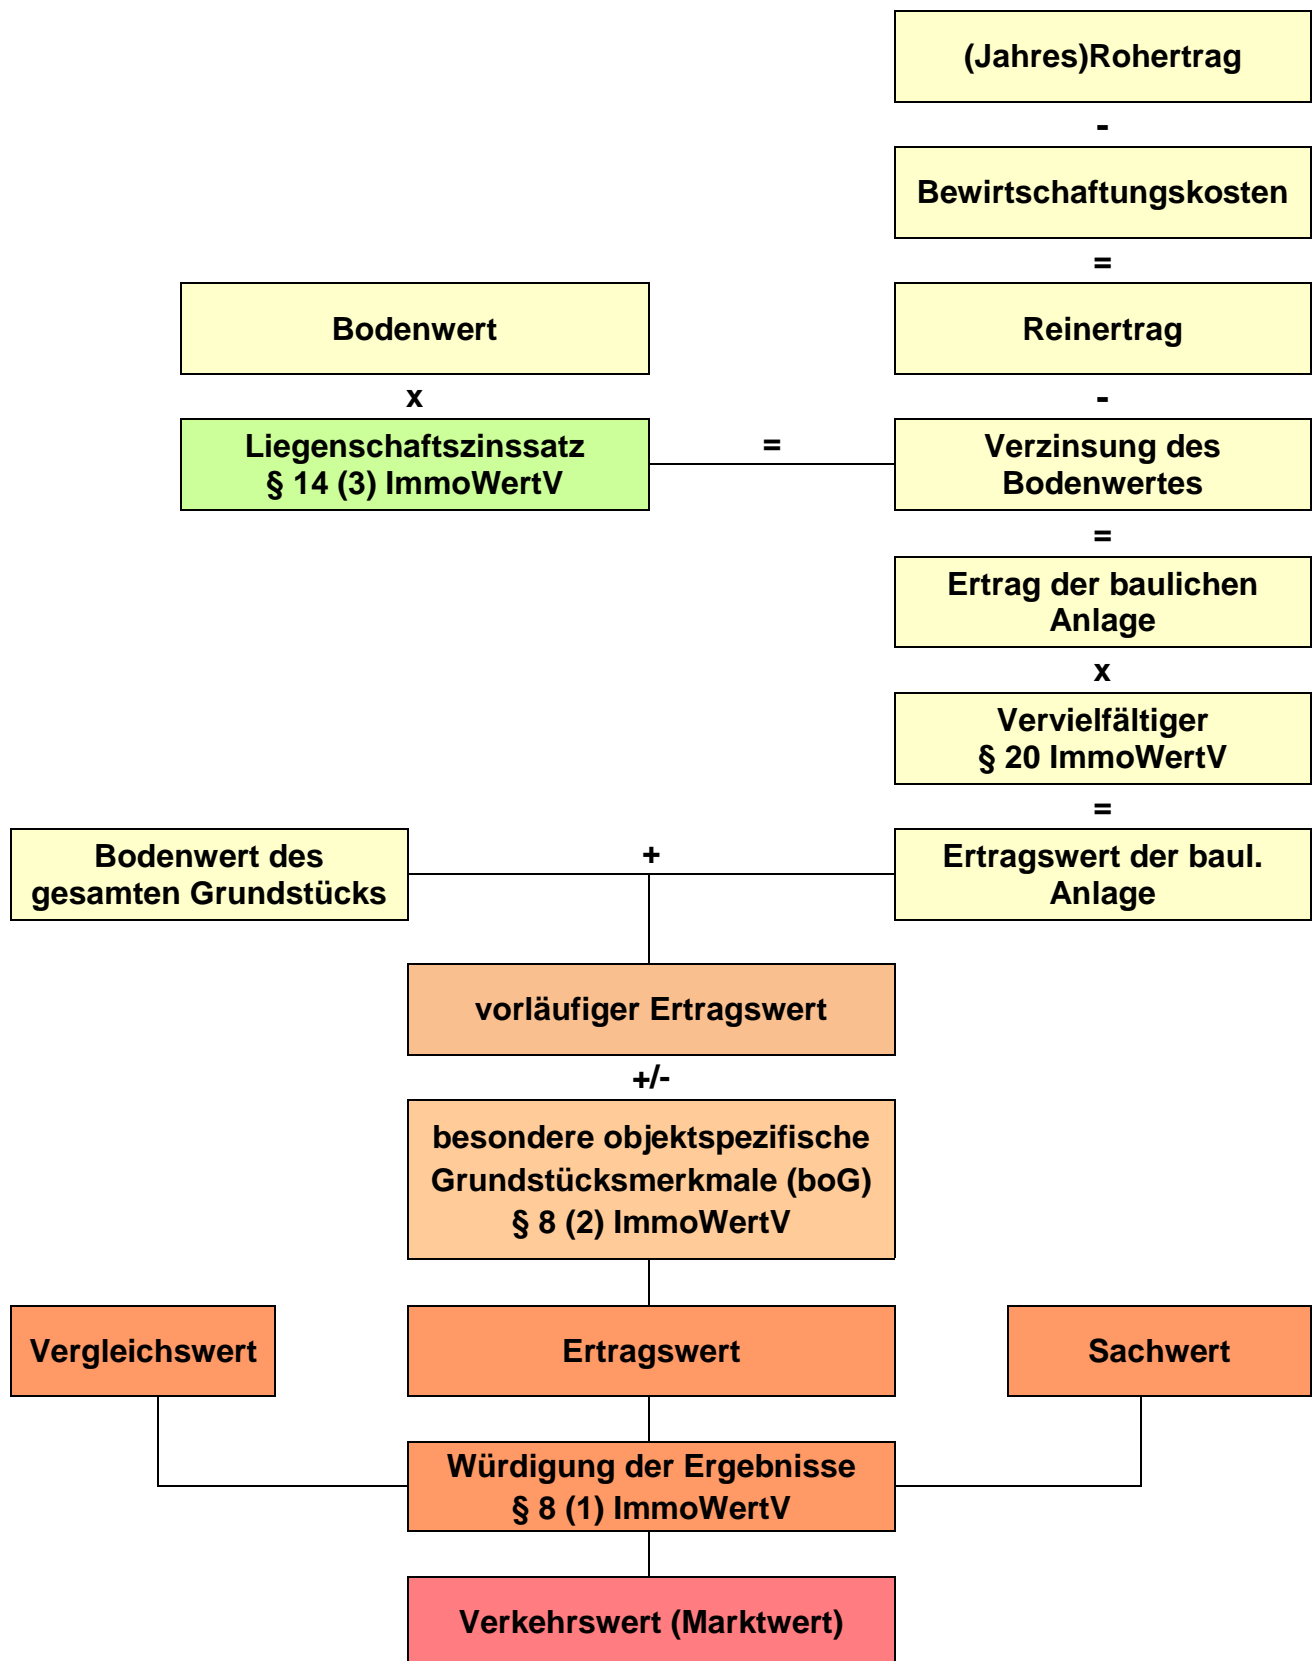 (Jahres)Rohertrag
-
Bewirtschaftungskosten
=
Bodenwert
Reinertrag
x
-
Liegenschaftszinssatz
§ 14 (3) ImmoWertV
=
Verzinsung des
Bodenwertes
=
Ertrag der baulichen
Anlage
x
Vervielfältiger
§ 20 ImmoWertV
=
Bodenwert des
gesamten Grundstücks
+
Ertragswert der baul.
Anlage
vorläufiger Ertragswert
+/-
besondere objektspezifische
Grundstücksmerkmale (boG)
§ 8 (2) ImmoWertV
Vergleichswert
Ertragswert
Sachwert
Würdigung der Ergebnisse
§ 8 (1) ImmoWertV
Verkehrswert (Marktwert)